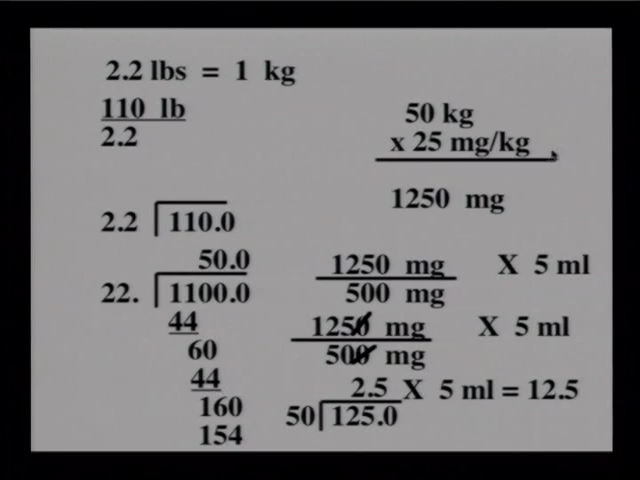 2.2 lbs = 1 kg
110 lb
2.2
50 kg
x 25 mg/kg
1250 mg
2.2 110.0
50.0
22. 1100.0
44
60
44
160
154
1250 mg X 5 ml
500 mg
1250 mg X 5 ml
500 mg
2.5 X 5 ml = 12.5
50 125.0